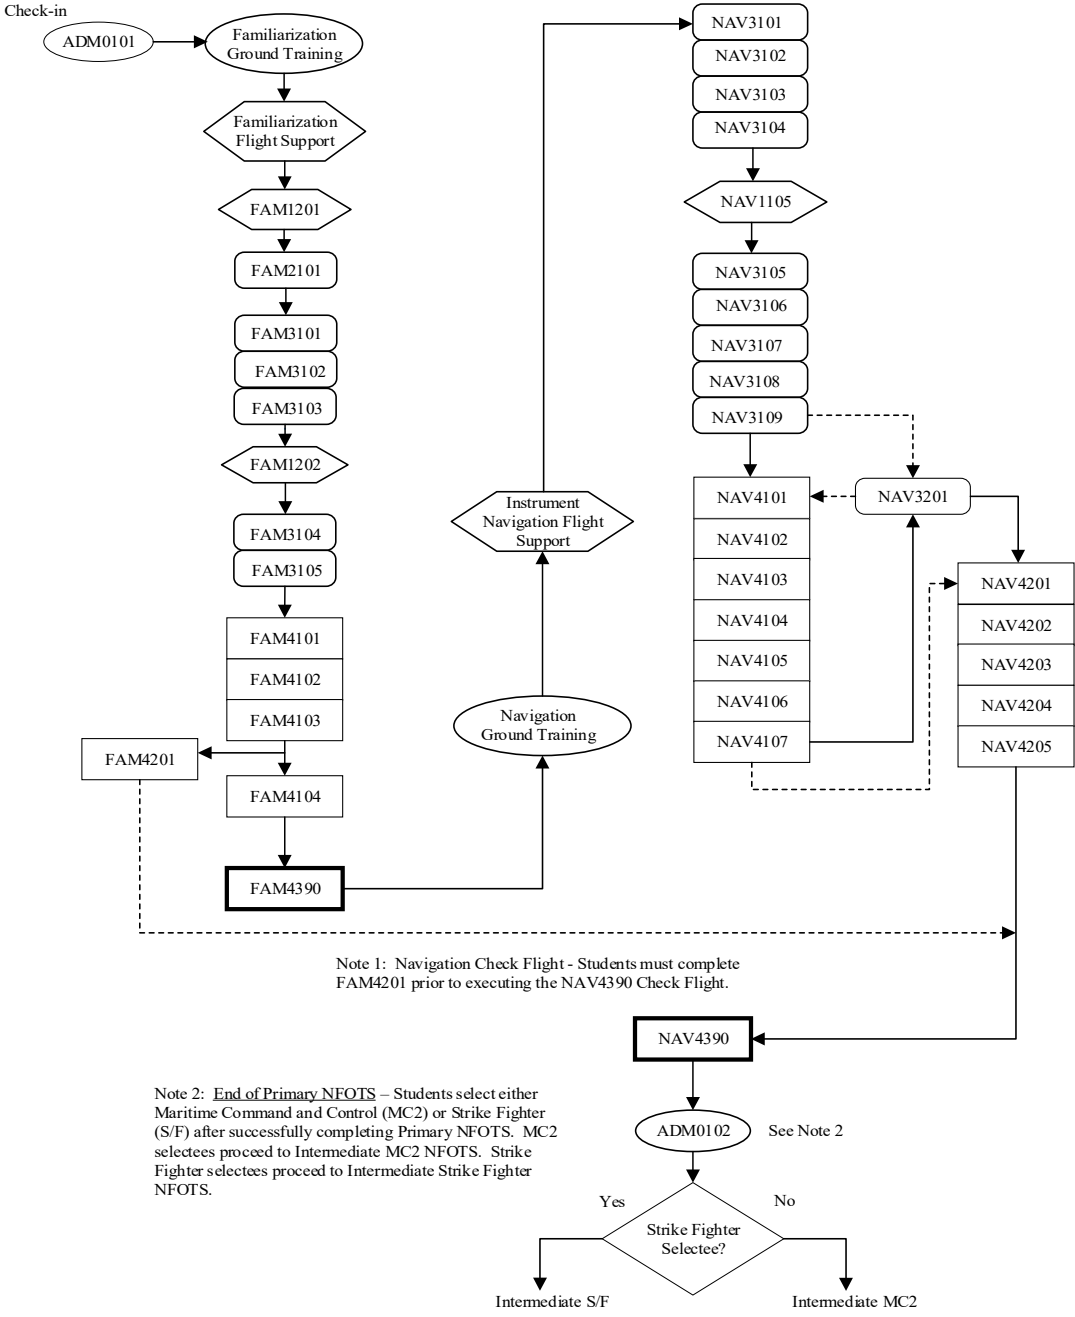 Check-in
ADM0101
Familiarization
Ground Training
Familiarization
Flight Support
FAM1201
FAM2101
FAM3101
FAM3102
FAM3103
FAM1202
FAM3104
FAM3105
FAM4101
FAM4102
FAM4103
FAM4201
FAM4104
FAM4390
Navigation
Ground Training
Instrument
Navigation Flight
Support
NAV3101
NAV3102
NAV3103
NAV3104
NAV1105
NAV3105
NAV3106
NAV3107
NAV3108
NAV3109
NAV4101
NAV4102
NAV4103
NAV4104
NAV4105
NAV4106
NAV4107
NAV3201
NAV4201
NAV4202
NAV4203
NAV4204
NAV4205
Note 1: Navigation Check Flight - Students must complete
FAM4201 prior to executing the NAV4390 Check Flight.
NAV4390
Note 2: End of Primary NFOTS – Students select either
Maritime Command and Control (MC2) or Strike Fighter
(S/F) after successfully completing Primary NFOTS. MC2
selectees proceed to Intermediate MC2 NFOTS. Strike
Fighter selectees proceed to Intermediate Strike Fighter
NFOTS.
ADM0102
See Note 2
Yes
No
Strike Fighter
Selectee?
Intermediate S/F
Intermediate MC2